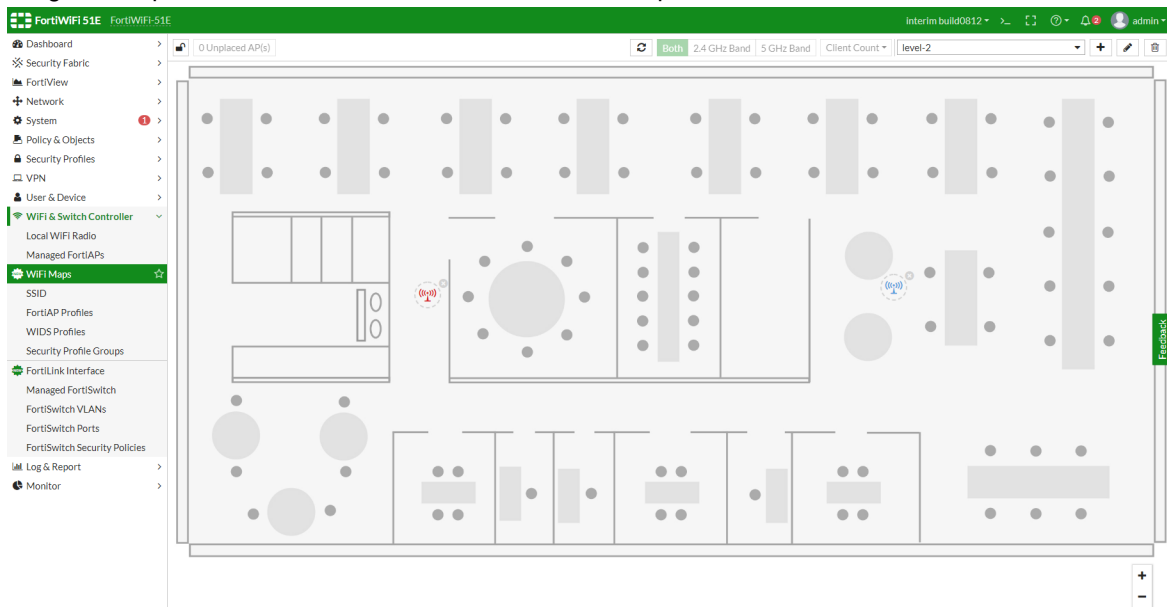 FortiWiFi 51E FortiWiFi-51E
interim build0812 >_ 2 admin
Dashboard
Security Fabric
FortiView
Network
System 1
Policy & Objects
Security Profiles
VPN
User & Device
WiFi & Switch Controller
Local WiFi Radio
Managed FortiAPs
WiFi Maps
SSID
FortiAP Profiles
WIDS Profiles
Security Profile Groups
FortiLink Interface
Managed FortiSwitch
FortiSwitch VLANs
FortiSwitch Ports
FortiSwitch Security Policies
Log & Report
Monitor
0 Unplaced AP(s)
Both 2.4 GHz Band 5 GHz Band Client Count level-2
Feedback
+
−